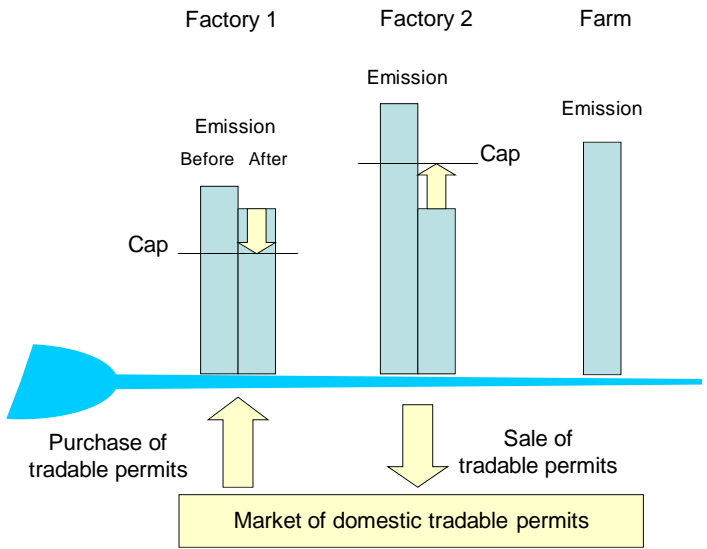 Factory 1
Factory 2
Farm
Emission
Before After
Cap
Emission
Cap
Emission
Purchase of
tradable permits
Sale of
tradable permits
Market of domestic tradable permits